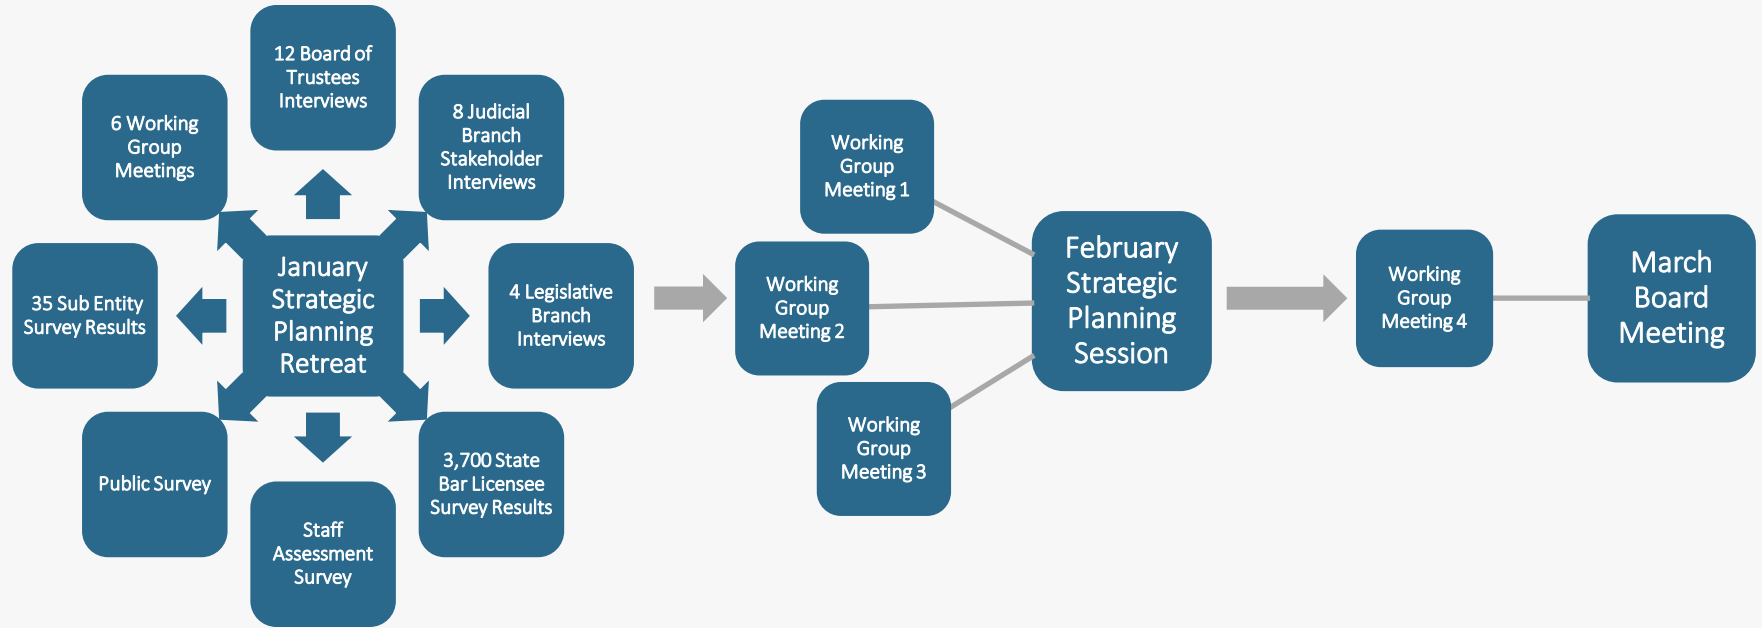 12 Board of
Trustees
Interviews
6 Working
Group
Meetings
8 Judicial
Branch
Stakeholder
Interviews
January
Strategic
Planning
Retreat
35 Sub Entity
Survey Results
4 Legislative
Branch
Interviews
Public Survey
3,700 State
Bar Licensee
Survey Results
Staff
Assessment
Survey
Working
Group
Meeting 1
Working
Group
Meeting 2
Working
Group
Meeting 3
February
Strategic
Planning
Session
Working
Group
Meeting 4
March
Board
Meeting